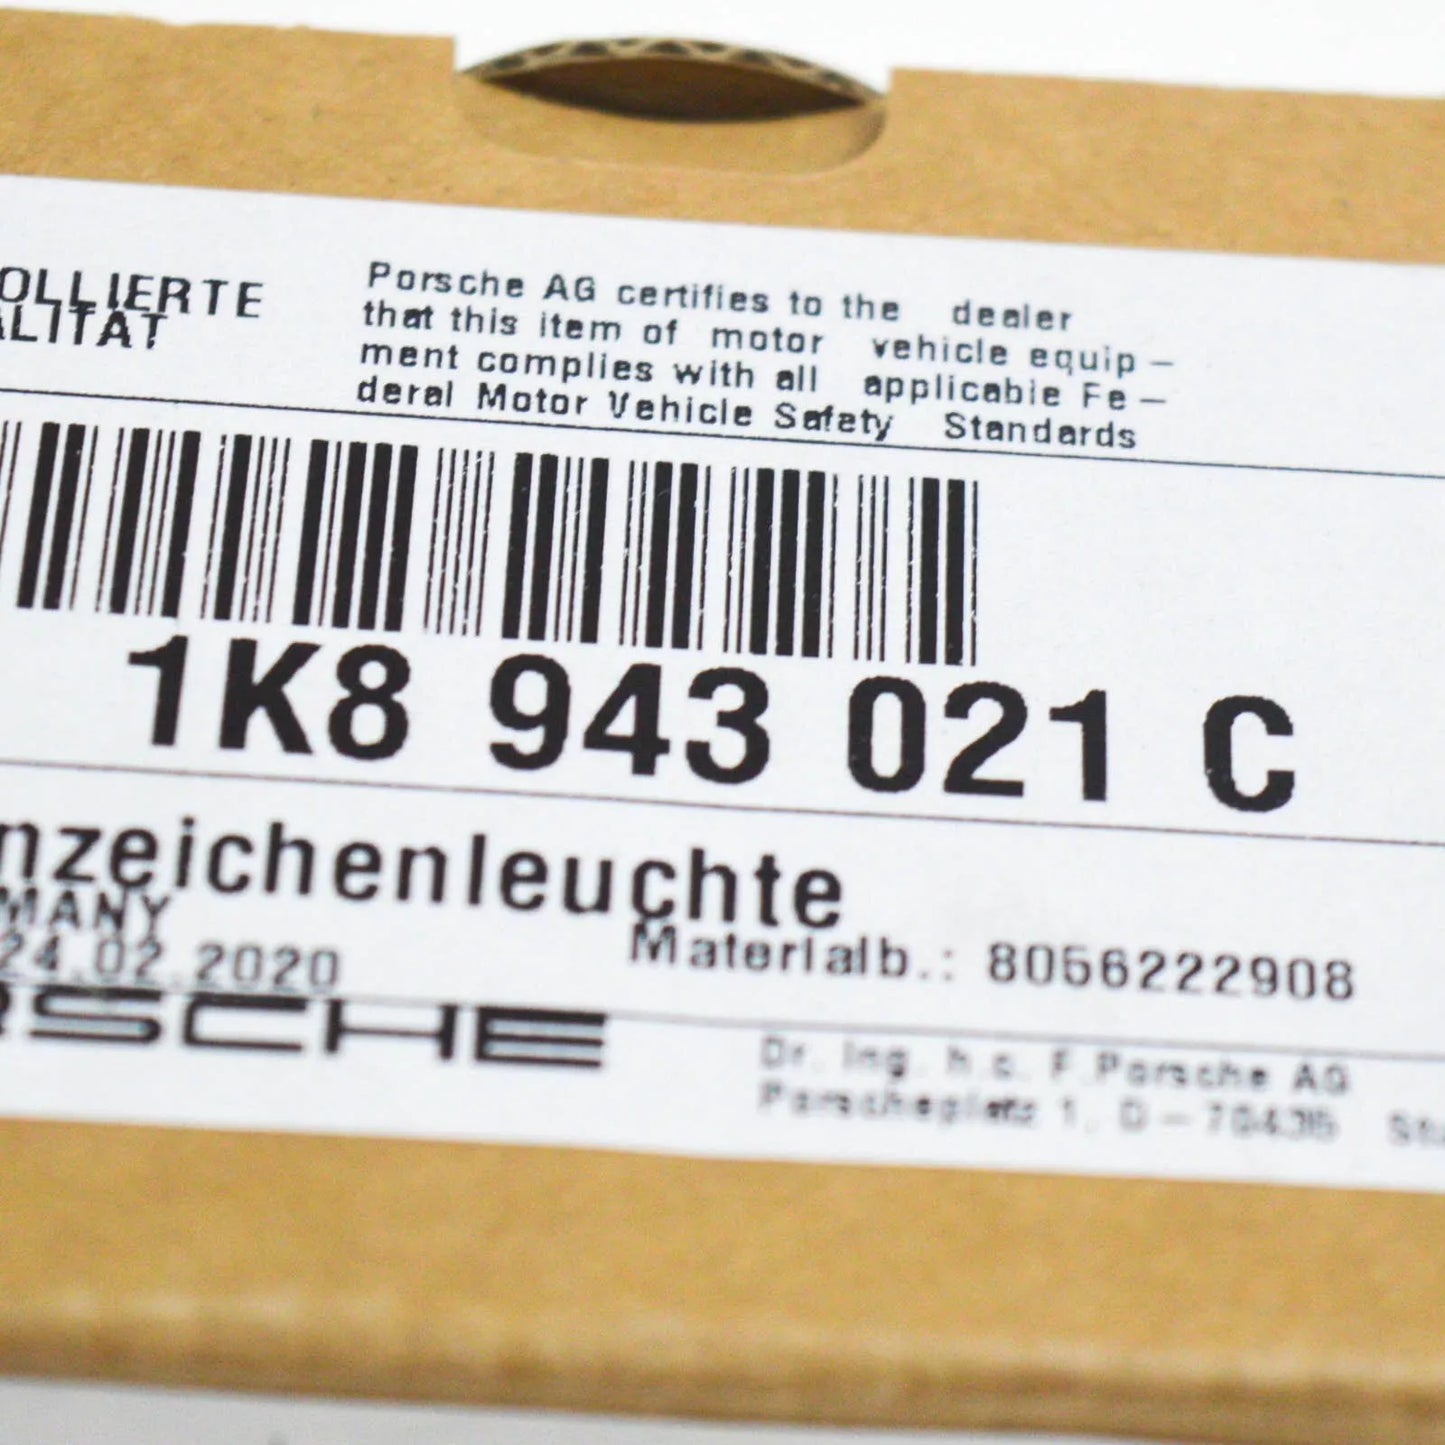 OLLIERTE
ALITÄT
Porsche AG certifies to the dealer
that this item of motor vehicle equip –
ment complies with all applicable Fe –
deral Motor Vehicle Safety Standards
1K8 943 021 C
nzeichenleuchte
MANY
24.02.2020
Materialb.: 8056222908
RSCHE
Dr. Ing. h.c. F.Porsche AG
Porscheplatz 1, D – 70435 Stu